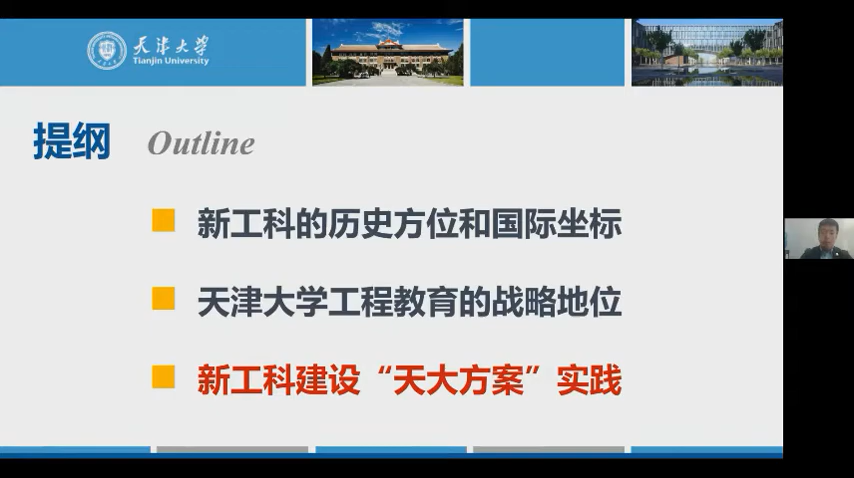 天津大学
Tianjin University
提纲 Outline
新工科的历史方位和国际坐标
天津大学工程教育的战略地位
新工科建设“天大方案”实践